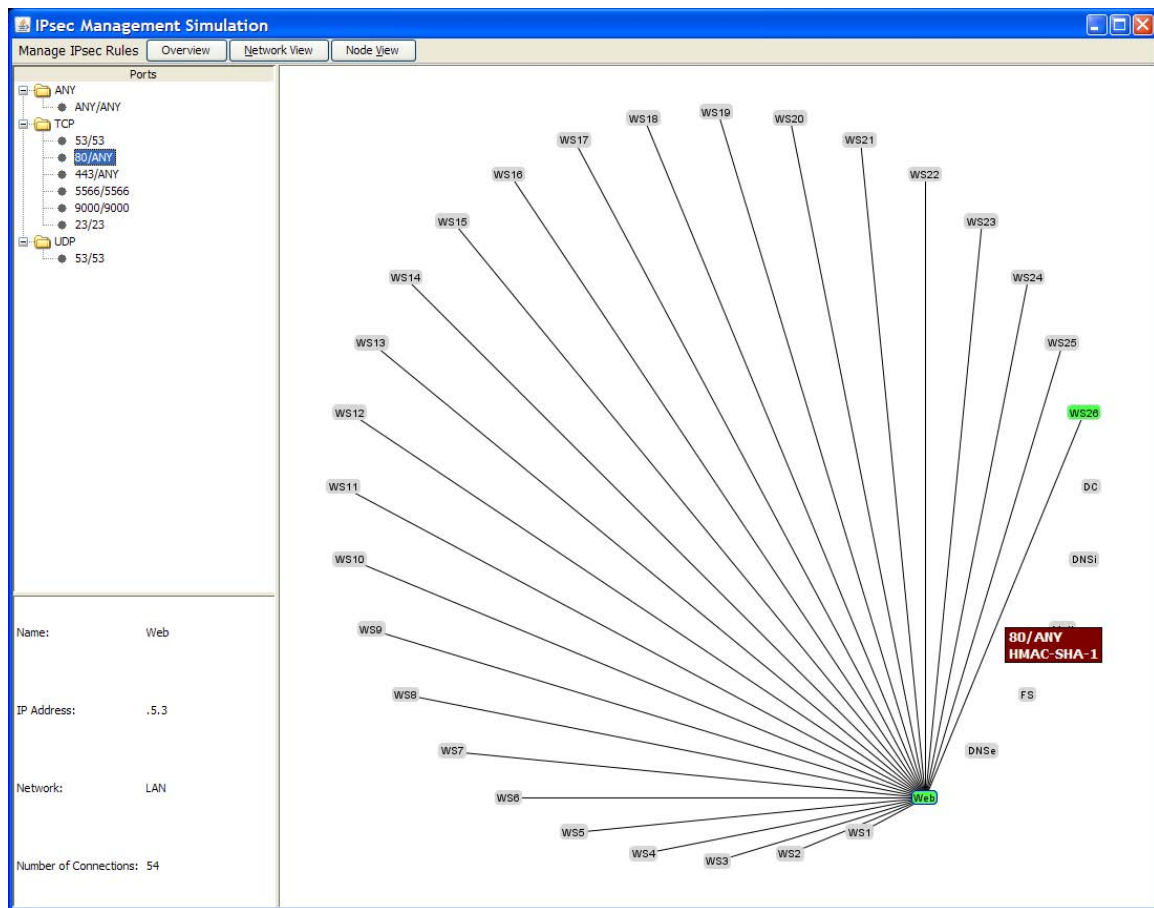 IPsec Management Simulation
Manage IPsec Rules Overview Network View Node View
Ports
ANY
ANY/ANY
TCP
53/53
80/ANY
443/ANY
5566/5566
9000/9000
23/23
UDP
53/53
Name: Web
IP Address: .5.3
Network: LAN
Number of Connections: 54
WS19
WS18
WS20
WS17
WS21
WS16
WS22
WS15
WS23
WS14
WS24
WS13
WS25
WS12
WS26
WS11
DC
WS10
DNSi
WS9
80/ANY
HMAC-SHA-1
WS8
FS
WS7
DNSe
WS6
Web
WS5
WS1
WS4
WS3
WS2